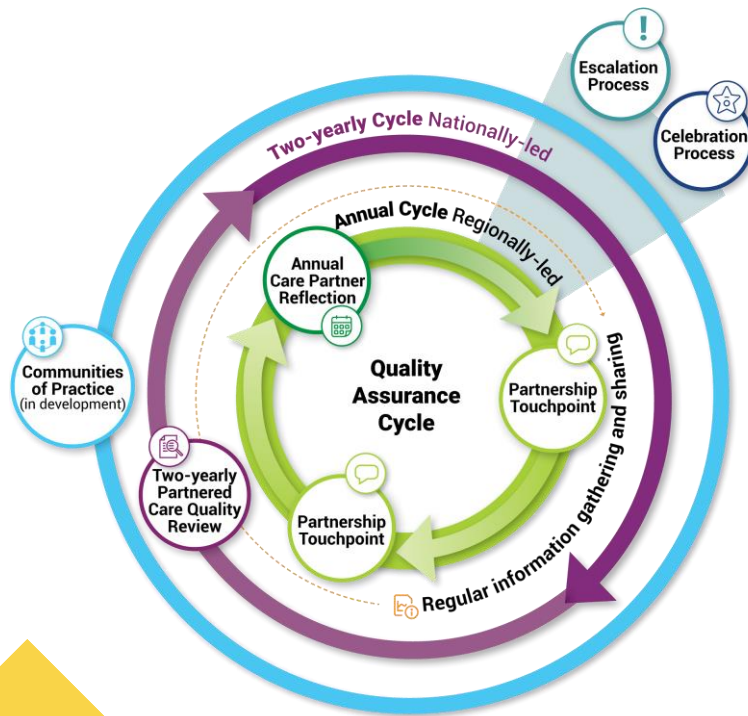 !
Escalation
Process
Celebration
Process
Two-yearly Cycle Nationally-led
Annual Cycle Regionally-led
Annual
Care Partner
Reflection
Communities
of Practice
(in development)
Quality
Assurance
Cycle
Partnership
Touchpoint
Two-yearly
Partnered
Care Quality
Review
Partnership
Touchpoint
Regular information gathering and sharing